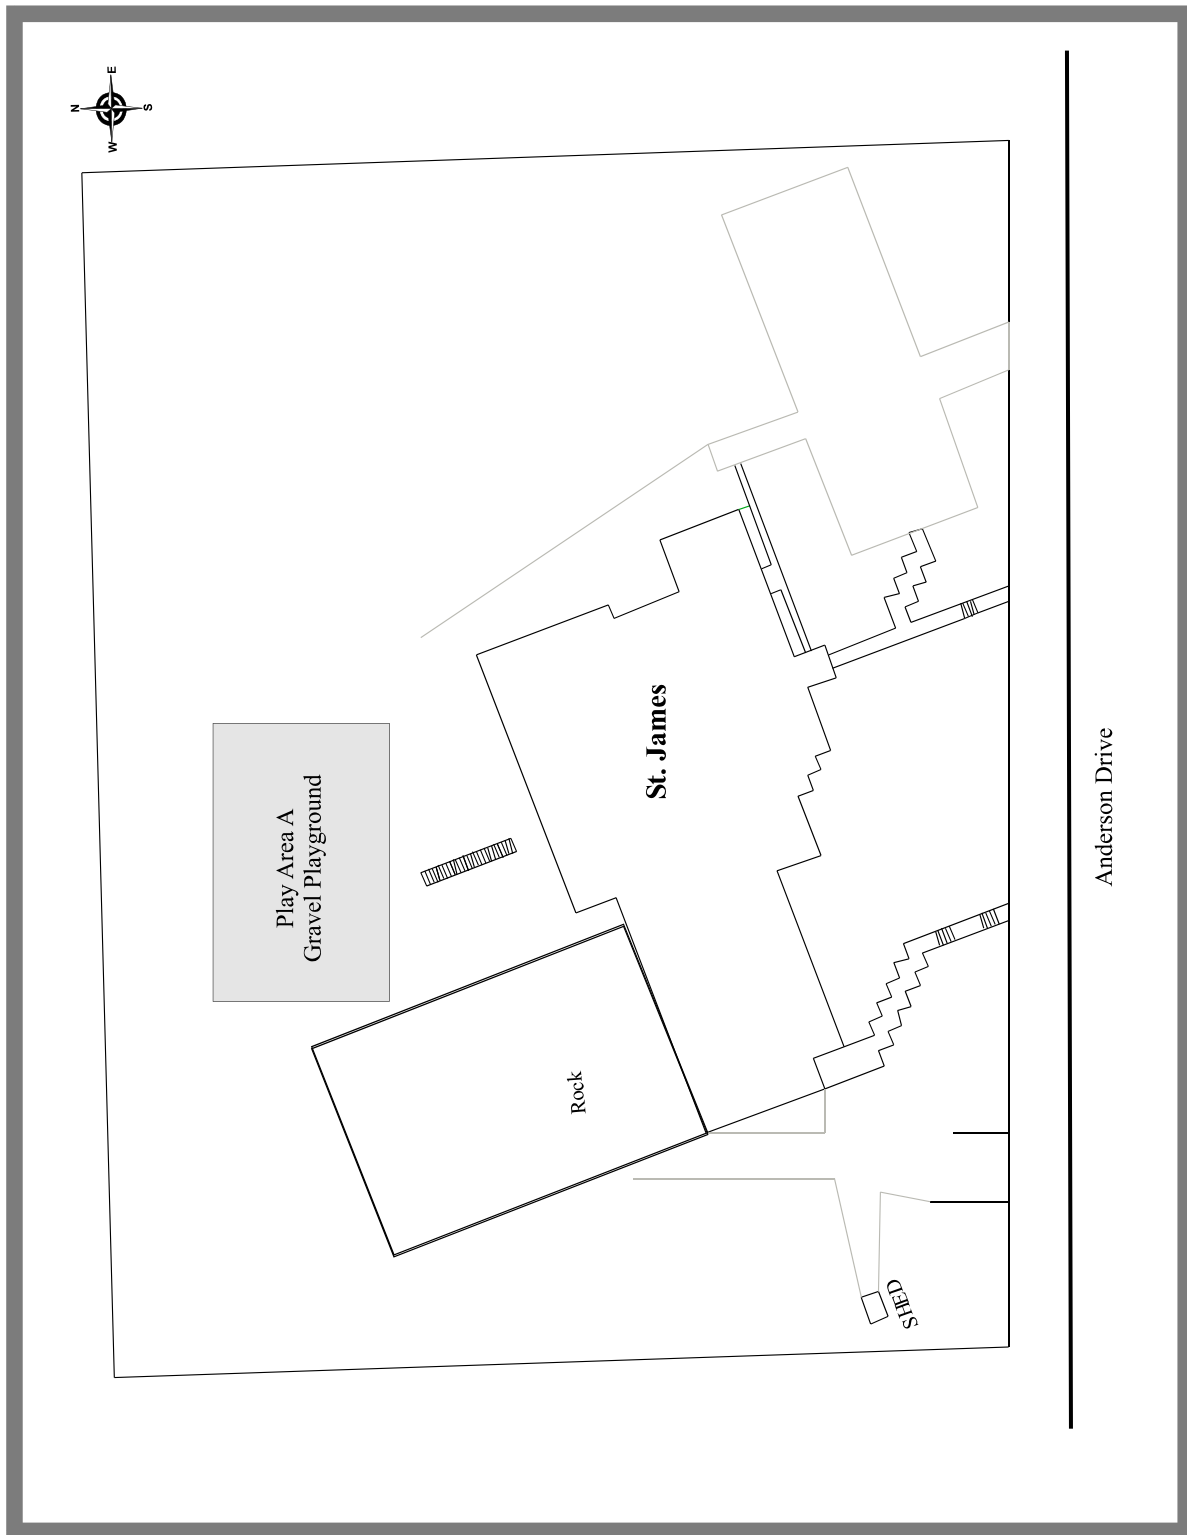 N
E
S
W
Play Area A
Gravel Playground
St. James
Rock
SHED
Anderson Drive